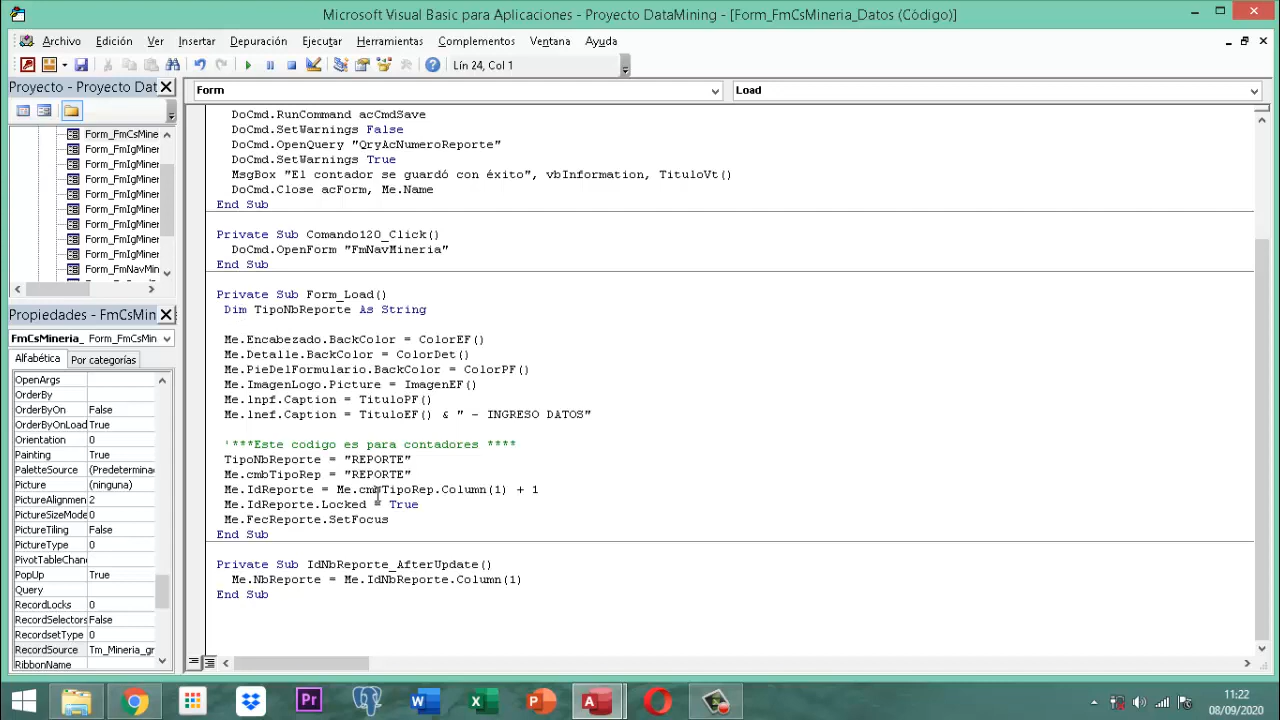 Microsoft Visual Basic para Aplicaciones - Proyecto DataMining - [Form_FmCsMineria_Datos (Código)]
Archivo Edición Ver Insertar Depuración Ejecutar Herramientas Complementos Ventana Ayuda
Lín 24, Col 1
Proyecto - Proyecto Dat
Form Load
Form_FmCsMiner
Form_FmIgMiner
Form_FmIgMiner
Form_FmIgMiner
Form_FmIgMiner
Form_FmIgMiner
Form_FmIgMiner
Form_FmIgMineria
Form_FmIgMineria
Form_FmNavMin
DoCmd.RunCommand acCmdSave
DoCmd.SetWarnings False
DoCmd.OpenQuery "QryAcNumeroReporte"
DoCmd.SetWarnings True
MsgBox "El contador se guardó con éxito", vbInformation, TituloVt()
DoCmd.Close acForm, Me.Name
End Sub
Private Sub Comando120_Click()
DoCmd.OpenForm "FmNavMineria"
End Sub
Private Sub Form_Load()
Dim TipoNbReporte As String
Me.Encabezado.BackColor = ColorEF()
Me.Detalle.BackColor = ColorDet()
Me.PieDelFormulario.BackColor = ColorPF()
Me.ImagenLogo.Picture = ImagenEF()
Me.lnpf.Caption = TituloPF()
Me.lnef.Caption = TituloEF() & " - INGRESO DATOS"
'***Este codigo es para contadores ****
TipoNbReporte = "REPORTE"
Me.cmbTipoRep = "REPORTE"
Me.IdReporte = Me.cmbTipoRep.Column(1) + 1
Me.IdReporte.Locked = True
Me.FecReporte.SetFocus
End Sub
Private Sub IdNbReporte_AfterUpdate()
Me.NbReporte = Me.IdNbReporte.Column(1)
End Sub
Propiedades - FmCsMin
FmCsMineria_ Form_FmCsMin
Alfabética Por categorías
OpenArgs
OrderBy
OrderByOn False
OrderByOnLoad True
Orientation 0
Painting True
PaletteSource (Predetermina
Picture (ninguna)
PictureAlignmen 2
PictureSizeMode 0
PictureTiling False
PictureType 0
PivotTableChan
PopUp True
Query
RecordLocks 0
RecordSelectors False
RecordsetType 0
RecordSource Tm_Mineria_gr
RibbonName
Pr
11:22
08/09/2020